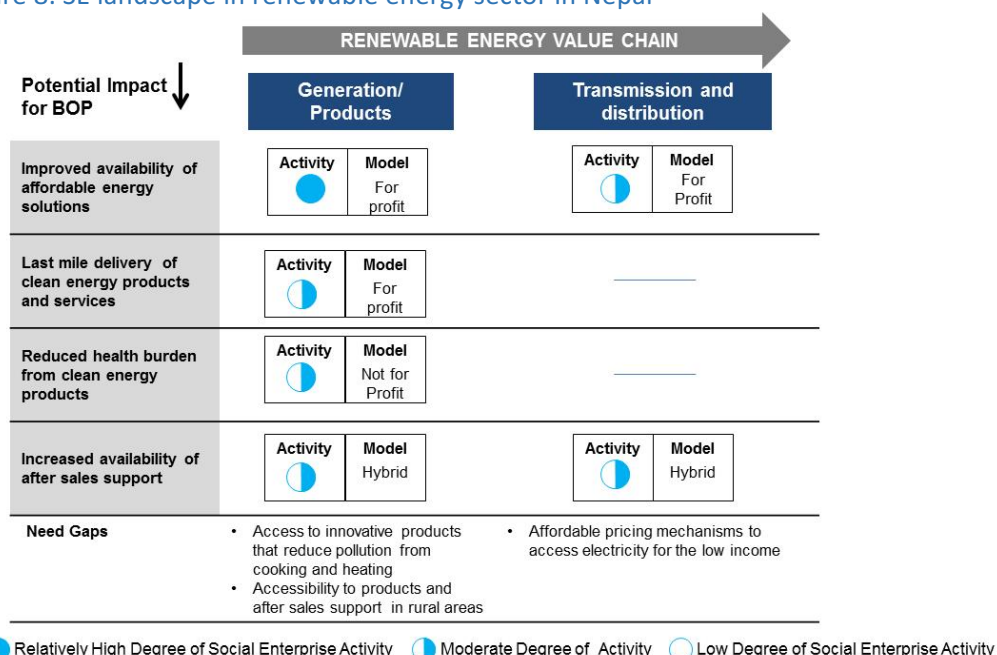 re 8: SE landscape in renewable energy sector in Nepal
RENEWABLE ENERGY VALUE CHAIN
Potential Impact
for BOP
Generation/
Products
Transmission and
distribution
Improved availability of
affordable energy
solutions
Activity
Model
For
profit
Activity
Model
For
Profit
Last mile delivery of
clean energy products
and services
Activity
Model
For
profit
Reduced health burden
from clean energy
products
Activity
Model
Not for
Profit
Increased availability of
after sales support
Activity
Model
Hybrid
Activity
Model
Hybrid
Need Gaps
• Access to innovative products
that reduce pollution from
cooking and heating
• Accessibility to products and
after sales support in rural areas
• Affordable pricing mechanisms to
access electricity for the low income
Relatively High Degree of Social Enterprise Activity
Moderate Degree of Activity
Low Degree of Social Enterprise Activity